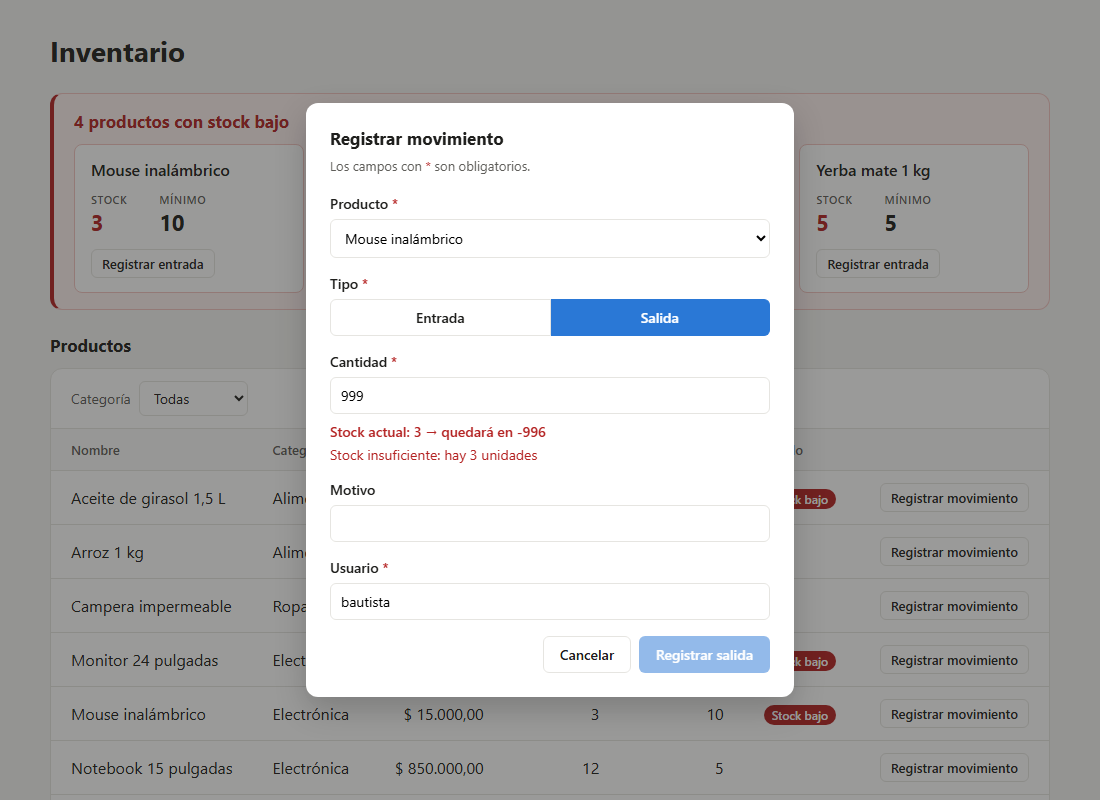 Inventario
4 productos con stock bajo
Mouse inalámbrico
STOCK MÍNIMO
3 10
Registrar entrada
Yerba mate 1 kg
STOCK MÍNIMO
5 5
Registrar entrada
Registrar movimiento
Los campos con * son obligatorios.
Producto *
Mouse inalámbrico
Tipo *
Entrada Salida
Cantidad *
999
Stock actual: 3 → quedará en -996
Stock insuficiente: hay 3 unidades
Motivo
Usuario *
bautista
Cancelar Registrar salida
Productos
Categoría Todas
Nombre
Aceite de girasol 1,5 L bajo Registrar movimiento
Arroz 1 kg Registrar movimiento
Campera impermeable Ropa Registrar movimiento
Monitor 24 pulgadas bajo Registrar movimiento
Mouse inalámbrico Electrónica $ 15.000,00 3 10 Stock bajo Registrar movimiento
Notebook 15 pulgadas Electrónica $ 850.000,00 12 5 Registrar movimiento